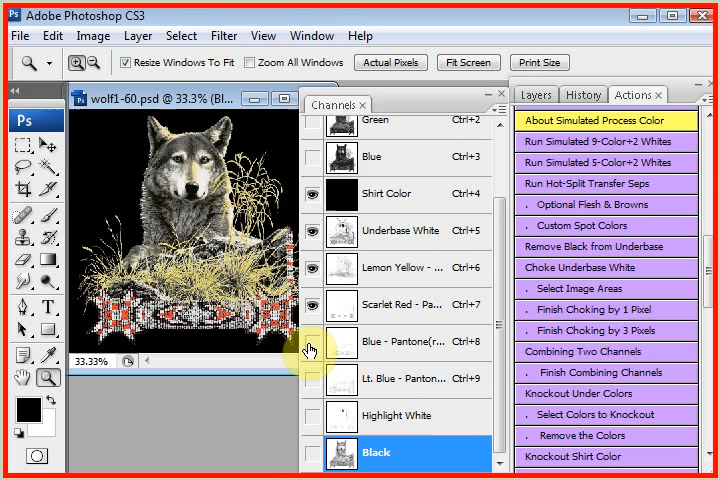 Ps Adobe Photoshop CS3
File Edit Image Layer Select Filter View Window Help
Resize Windows To Fit Zoom All Windows Actual Pixels Fit Screen Print Size
Ps
wolf1-60.psd @ 33.3% (Bl...
33.33%
T
Channels ×
Green Ctrl+2
Blue Ctrl+3
Shirt Color Ctrl+4
Underbase White Ctrl+5
Lemon Yellow - ... Ctrl+6
Scarlet Red - Pa... Ctrl+7
Blue - Pantone(r... Ctrl+8
Lt. Blue - Panton... Ctrl+9
Highlight White
Black
Layers History Actions ×
About Simulated Process Color
Run Simulated 9-Color+2 Whites
Run Simulated 5-Color+2 Whites
Run Hot-Split Transfer Seps
. Optional Flesh & Browns
. Custom Spot Colors
Remove Black from Underbase
Choke Underbase White
. Select Image Areas
. Finish Choking by 1 Pixel
. Finish Choking by 3 Pixels
Combining Two Channels
. Finish Combining Channels
Knockout Under Colors
. Select Colors to Knockout
. Remove the Colors
Knockout Shirt Color